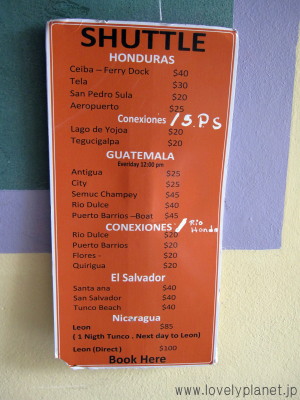 SHUTTLE
HONDURAS
Ceiba – Ferry Dock $40
Tela $30
San Pedro Sula $20
Aeropuerto $25
Conexiones / S.P.S
Lago de Yojoa $20
Tegucigalpa $20
GUATEMALA
Everyday 12:00 pm
Antigua $25
City $25
Semuc Champey $45
Rio Dulce $40
Puerto Barrios –Boat $45
CONEXIONES / Rio Honda
Rio Dulce $20
Puerto Barrios $20
Flores - $20
Quirigua $20
El Salvador
Santa ana $40
San Salvador $40
Tunco Beach $40
Nicaragua
Leon $85
( 1 Nigth Tunco . Next day to Leon)
Leon (Direct) $100
Book Here
www.lovelyplanet.jp